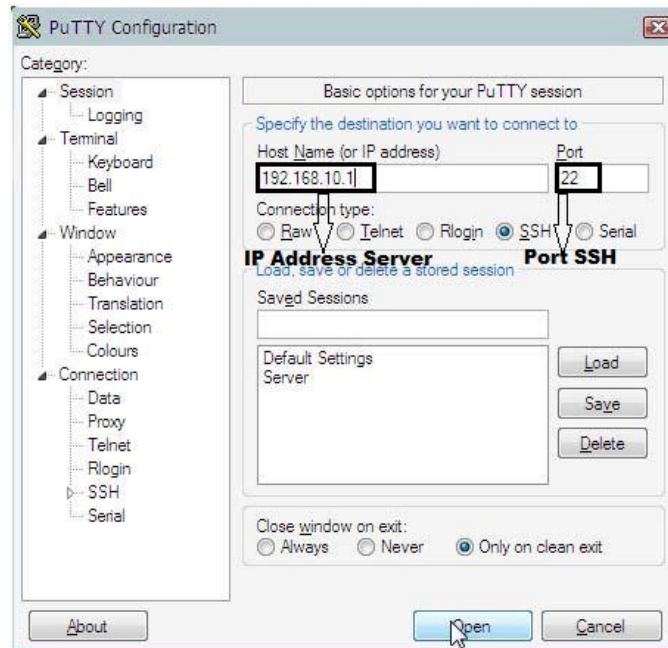 PuTTY Configuration
Category:
Session
Logging
Terminal
Keyboard
Bell
Features
Window
Appearance
Behaviour
Translation
Selection
Colours
Connection
Data
Proxy
Telnet
Rlogin
SSH
Serial
Basic options for your PuTTY session
Specify the destination you want to connect to
Host Name (or IP address) Port
192.168.10.1 22
Connection type:
Raw Telnet Rlogin SSH Serial
IP Address Server Port SSH
Load, save or delete a stored session
Saved Sessions
Default Settings
Server
Load
Save
Delete
Close window on exit:
Always Never Only on clean exit
About Open Cancel